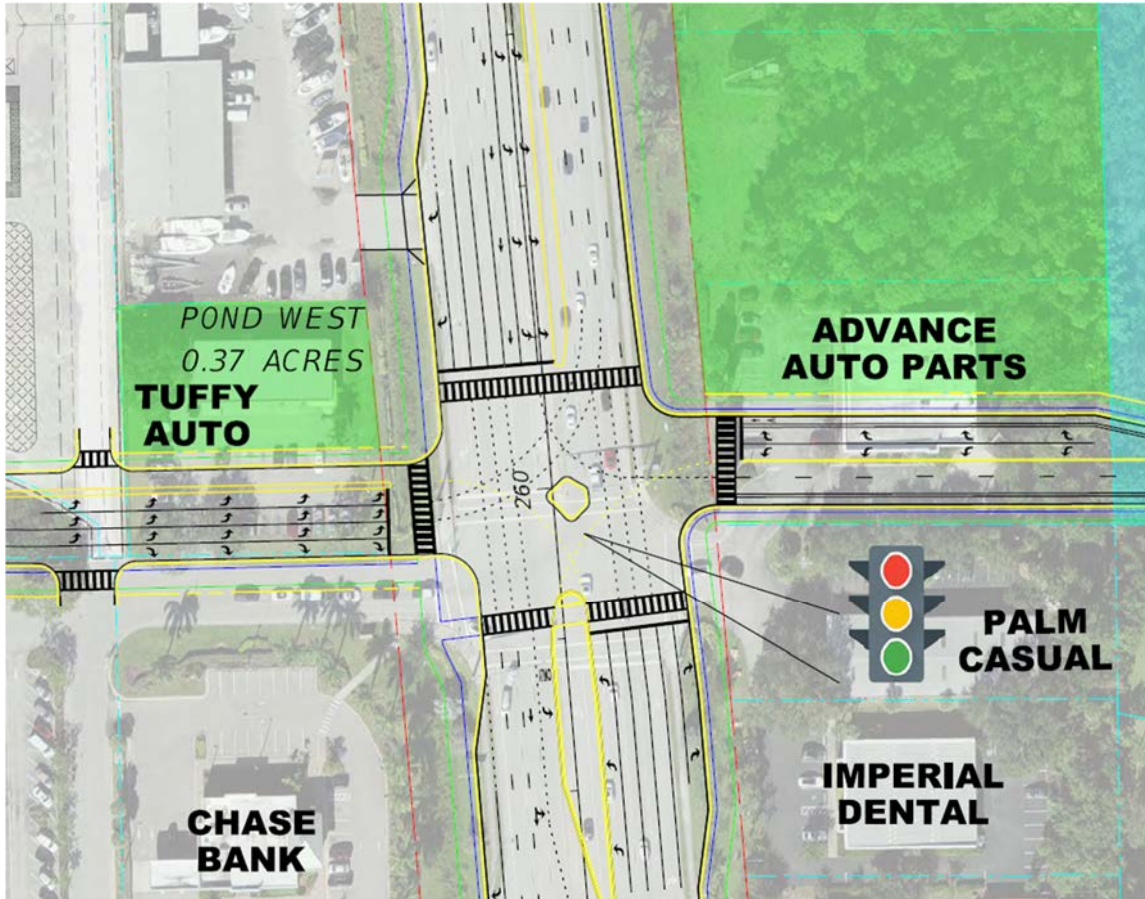 POND WEST
0.37 ACRES
TUFFY
AUTO
ADVANCE
AUTO PARTS
260
PALM
CASUAL
IMPERIAL
DENTAL
CHASE
BANK